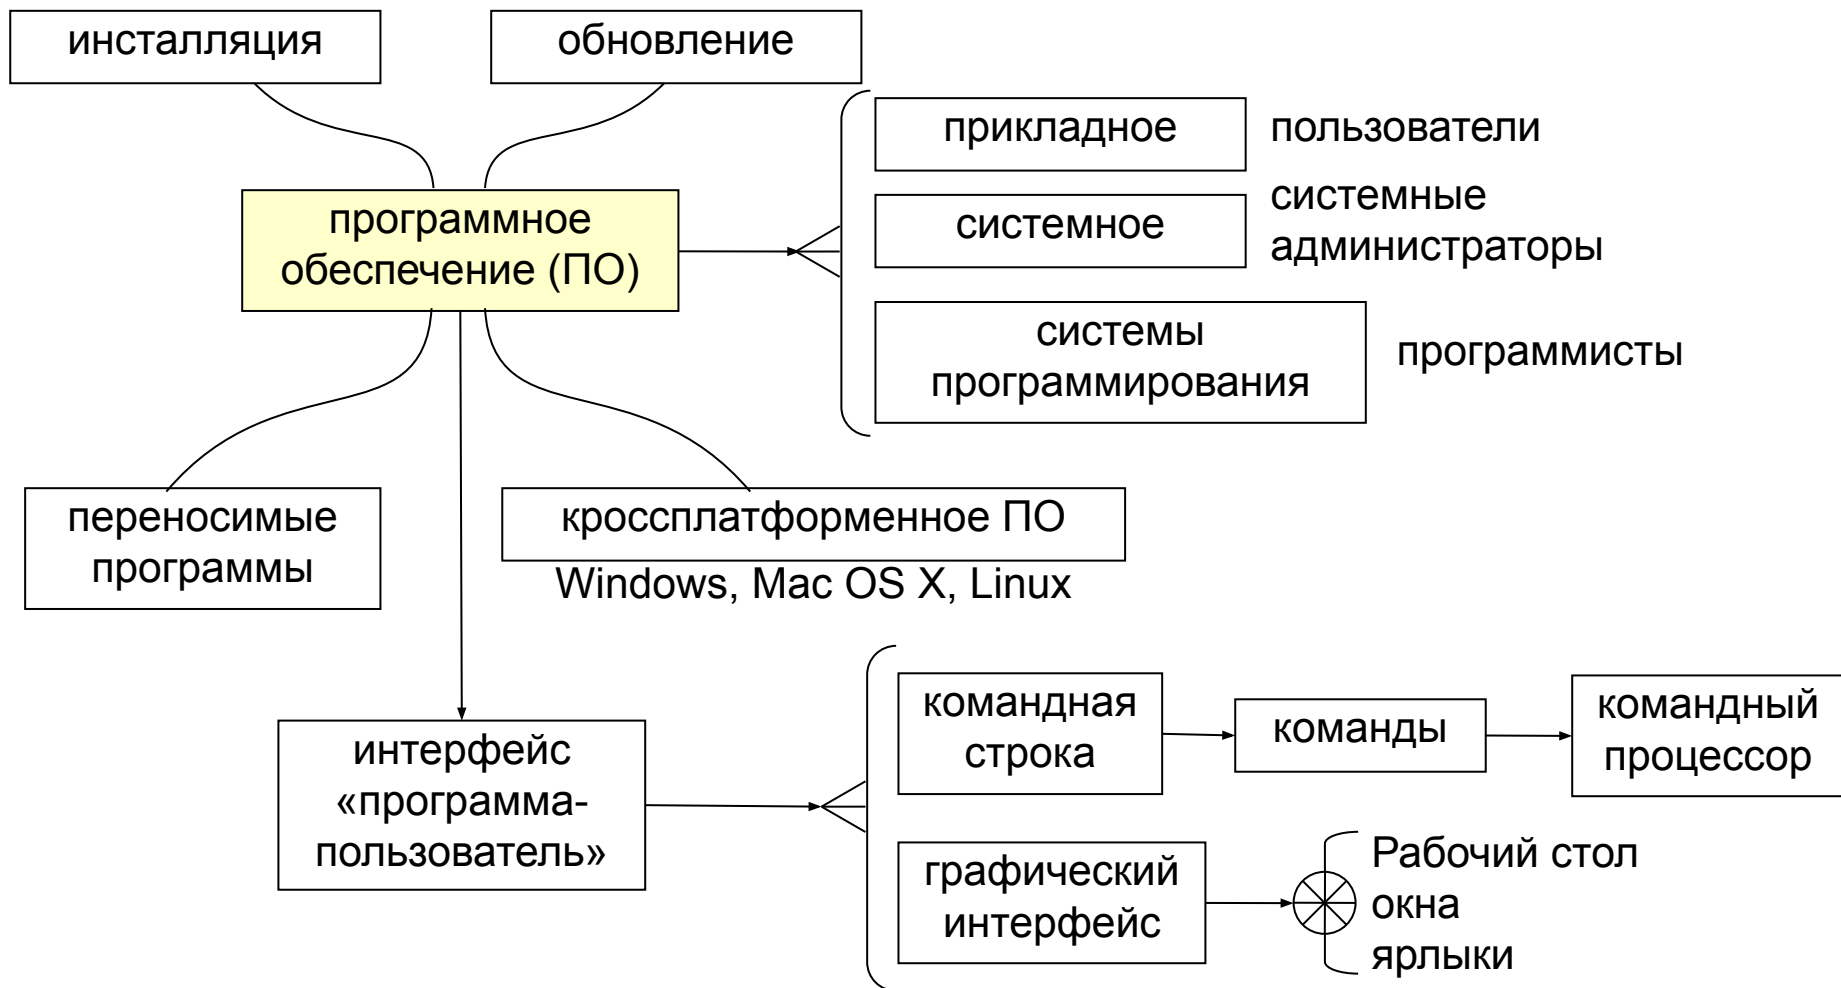 инсталляция
обновление
прикладное
пользователи
системное
системные
администраторы
программное
обеспечение (ПО)
системы
программирования
программисты
переносимые
программы
кроссплатформенное ПО
Windows, Mac OS X, Linux
интерфейс
«программа-
пользователь»
командная
строка
команды
командный
процессор
графический
интерфейс
Рабочий стол
окна
ярлыки